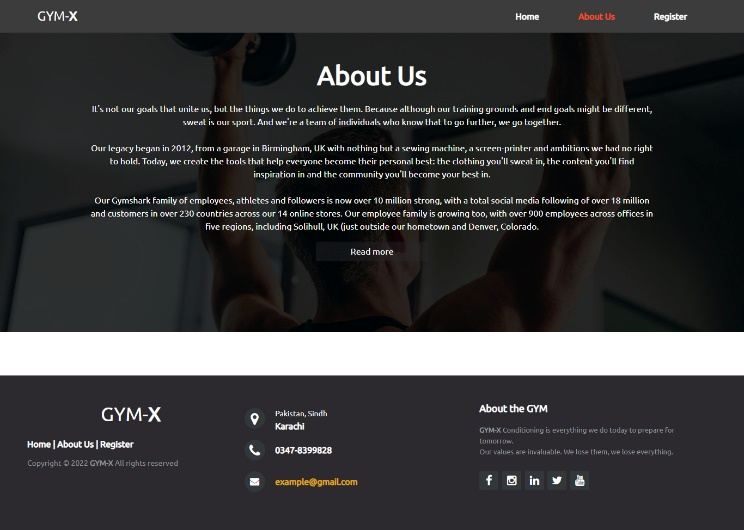 GYM-X
Home
About Us
Register
About Us
It's not our goals that unite us, but the things we do to achieve them. Because although our training grounds and end goals might be different,
sweat is our sport. And we're a team of individuals who know that to go further, we go together.
Our legacy began in 2012, from a garage in Birmingham, UK with nothing but a sewing machine, a screen-printer and ambitions we had no right
to hold. Today, we create the tools that help everyone become their personal best: the clothing you'll sweat in, the content you'll find
inspiration in and the community you'll become your best in.
Our Gymshark family of employees, athletes and followers is now over 10 million strong, with a total social media following of over 18 million
and customers in over 230 countries across our 14 online stores. Our employee family is growing too, with over 900 employees across offices in
five regions, including Solihull, UK (just outside our hometown and Denver, Colorado.
Read more
GYM-X
Home | About Us | Register
Copyright © 2022 GYM-X All rights reserved
Pakistan, Sindh
Karachi
0347-8399828
example@gmail.com
About the GYM
GYM-X Conditioning is everything we do today to prepare for
tomorrow.
Our values are invaluable. We lose them, we lose everything.